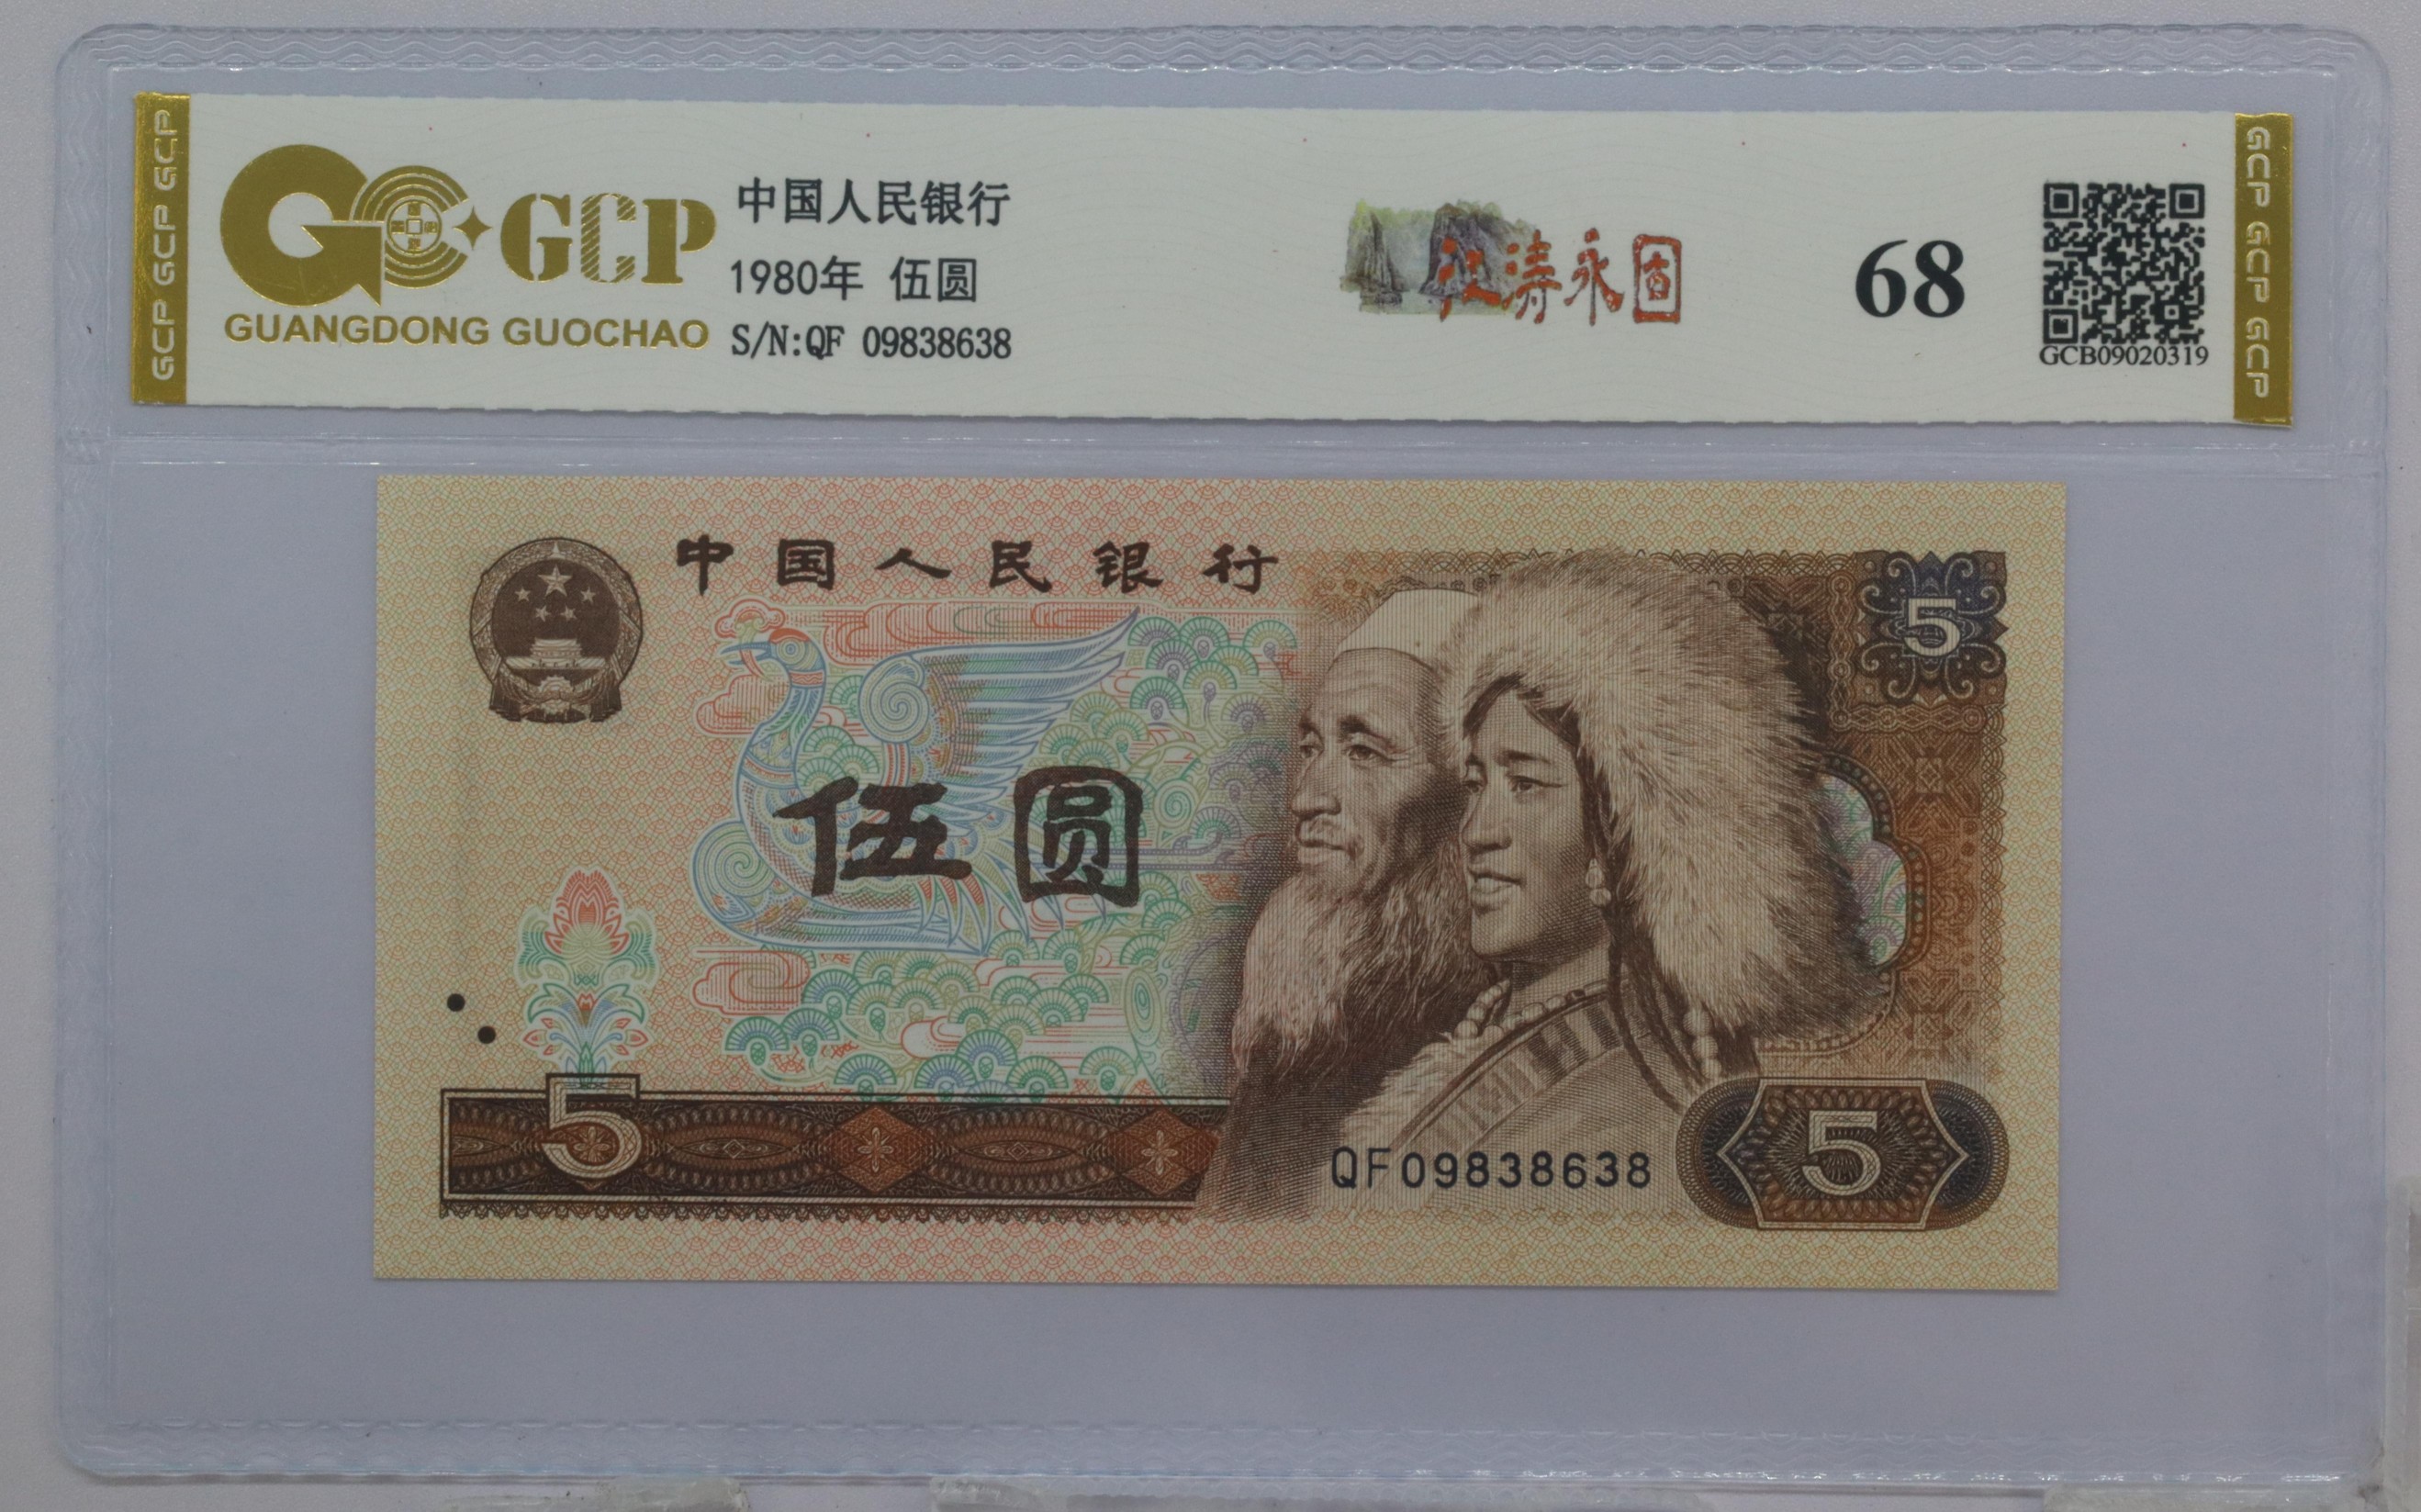 GCP GCP GCP
GCP
GUANGDONG GUOCHAO
中国人民银行
1980年 伍圆
S/N:QF 09838638
江涛永固
68
GCB09020319
GCP GCP GCP
中国人民银行
5
伍圆
5
QF09838638
5